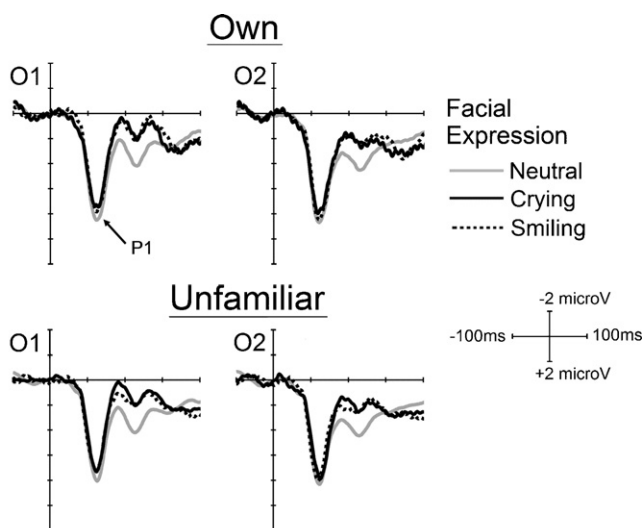 Own
O1
O2
P1
Facial
Expression
Neutral
Crying
Smiling
Unfamiliar
O1
O2
-2 microV
-100ms
100ms
+2 microV